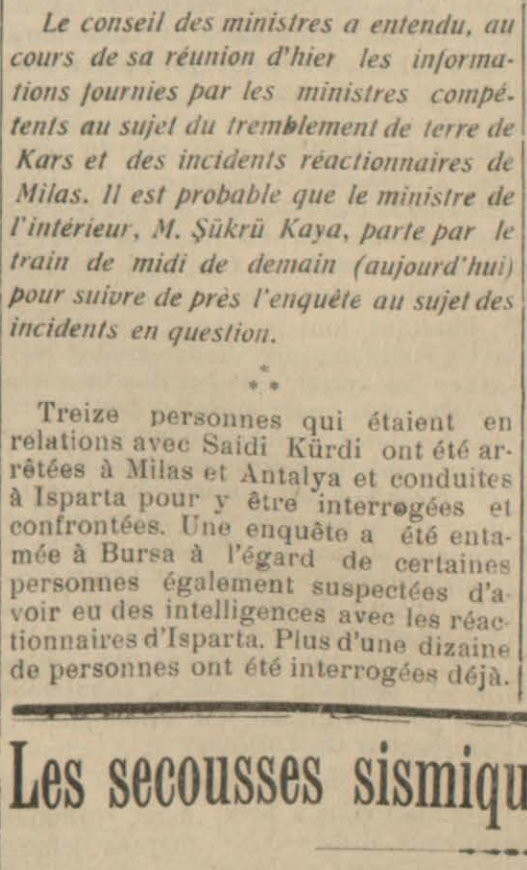 Le conseil des ministres a entendu, au
cours de sa réunion d'hier les informa-
tions fournies par les ministres compé-
tents au sujet du tremblement de terre de
Kars et des incidents réactionnaires de
Milas. Il est probable que le ministre de
l'intérieur, M. Şükrü Kaya, parte par le
train de midi de demain (aujourd'hui)
pour suivre de près l'enquête au sujet des
incidents en question.
* * *
Treize personnes qui étaient en
relations avec Saidi Kürdi ont été ar-
rêtées à Milas et Antalya et conduites
à Isparta pour y être interrogées et
confrontées. Une enquête a été enta-
mée à Bursa à l'égard de certaines
personnes également suspectées d'a-
voir eu des intelligences avec les réac-
tionnaires d'Isparta. Plus d'une dizaine
de personnes ont été interrogées déjà.
Les secousses sismiqu